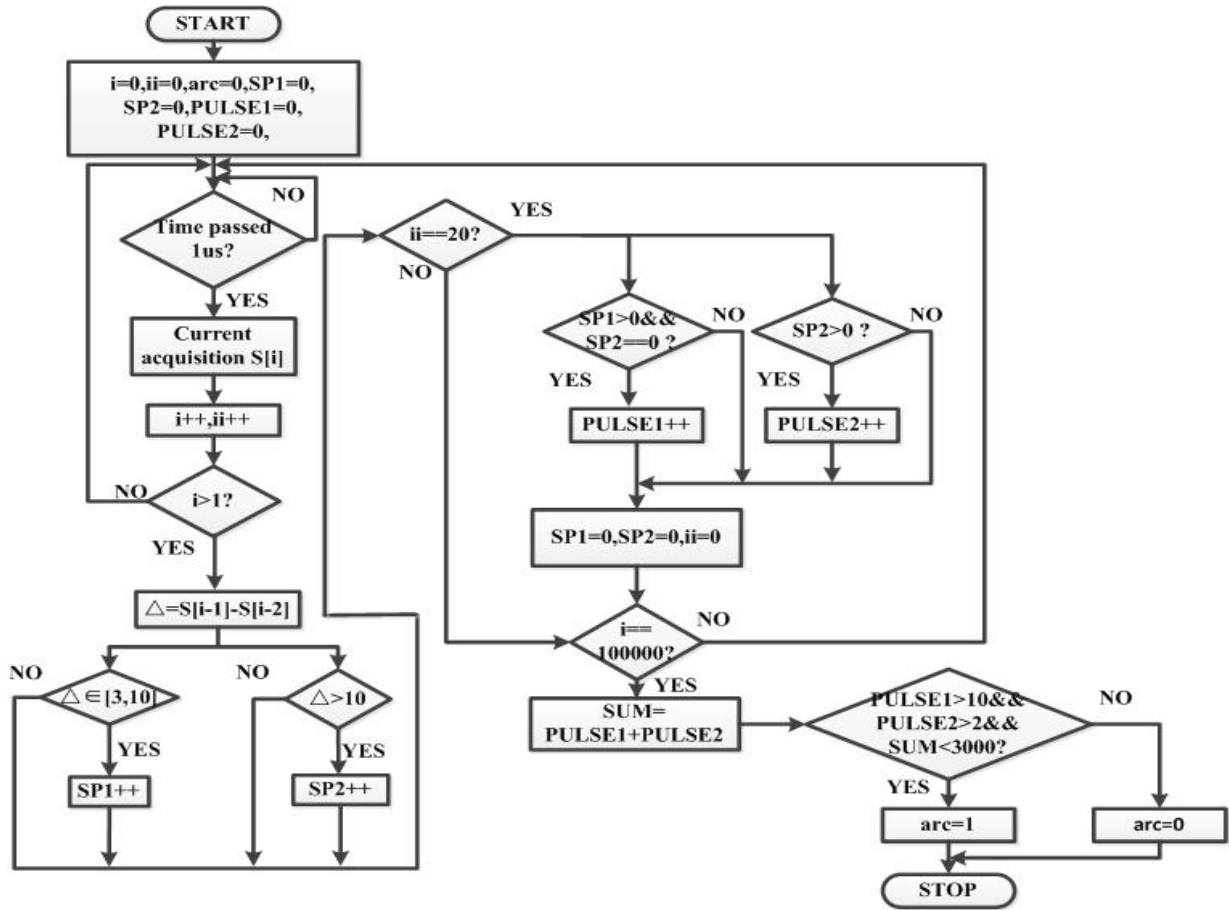 START
i=0,ii=0,arc=0,SP1=0,
SP2=0,PULSE1=0,
PULSE2=0,
NO
Time passed
1us?
YES
Current
acquisition S[i]
i++,ii++
NO
i>1?
YES
△=S[i-1]-S[i-2]
NO
△∈[3,10]
YES
SP1++
NO
△>10
YES
SP2++
ii==20?
YES
NO
SP1>0&&
SP2==0 ?
NO
YES
PULSE1++
SP2>0 ?
NO
YES
PULSE2++
SP1=0,SP2=0,ii=0
i==
100000?
NO
YES
SUM=
PULSE1+PULSE2
PULSE1>10&&
PULSE2>2&&
SUM<3000?
NO
YES
arc=1
arc=0
STOP